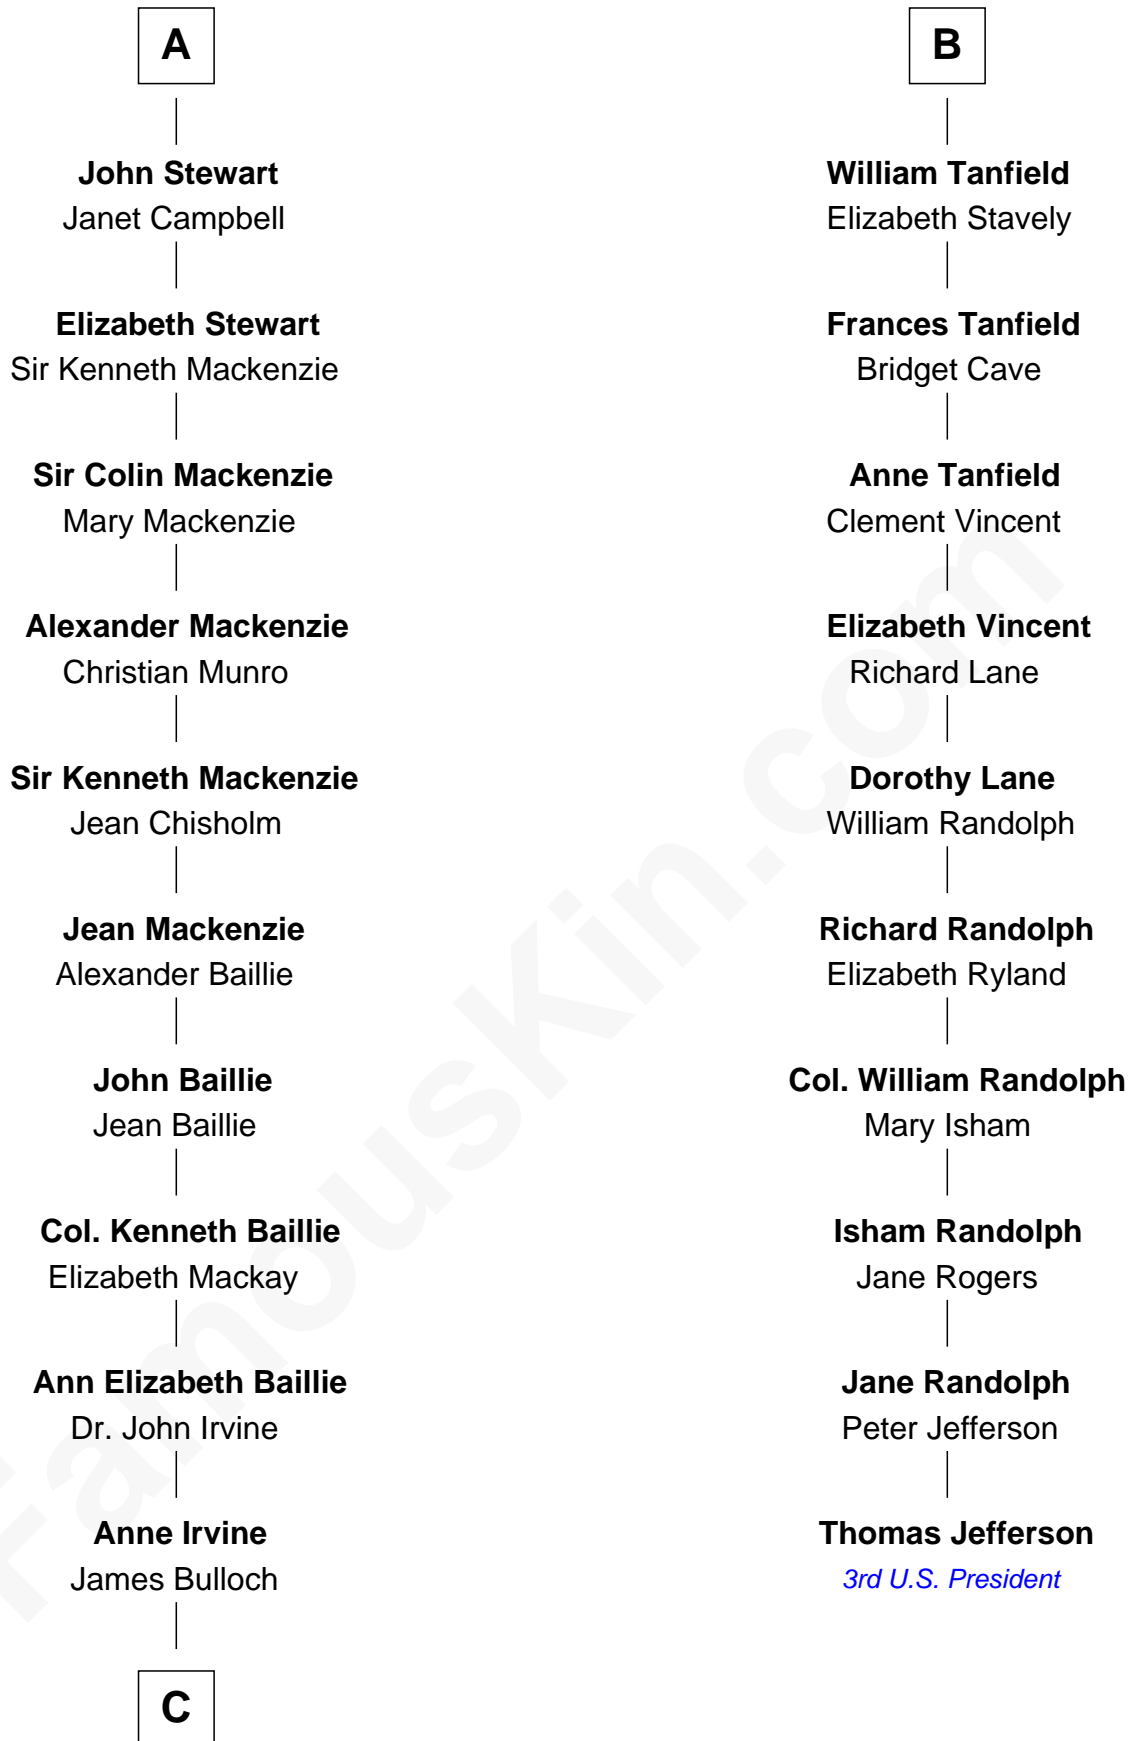 A
John Stewart
Janet Campbell
Elizabeth Stewart
Sir Kenneth Mackenzie
Sir Colin Mackenzie
Mary Mackenzie
Alexander Mackenzie
Christian Munro
Sir Kenneth Mackenzie
Jean Chisholm
Jean Mackenzie
Alexander Baillie
John Baillie
Jean Baillie
Col. Kenneth Baillie
Elizabeth Mackay
Ann Elizabeth Baillie
Dr. John Irvine
Anne Irvine
James Bulloch
C
B
William Tanfield
Elizabeth Stavely
Frances Tanfield
Bridget Cave
Anne Tanfield
Clement Vincent
Elizabeth Vincent
Richard Lane
Dorothy Lane
William Randolph
Richard Randolph
Elizabeth Ryland
Col. William Randolph
Mary Isham
Isham Randolph
Jane Rogers
Jane Randolph
Peter Jefferson
Thomas Jefferson
3rd U.S. President
FamousKin.com